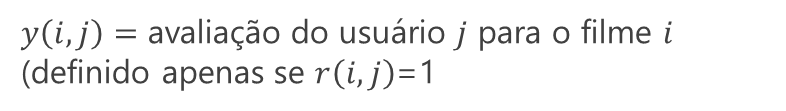 y(i,j) = avaliação do usuário j para o filme i
(definido apenas se r(i,j)=1